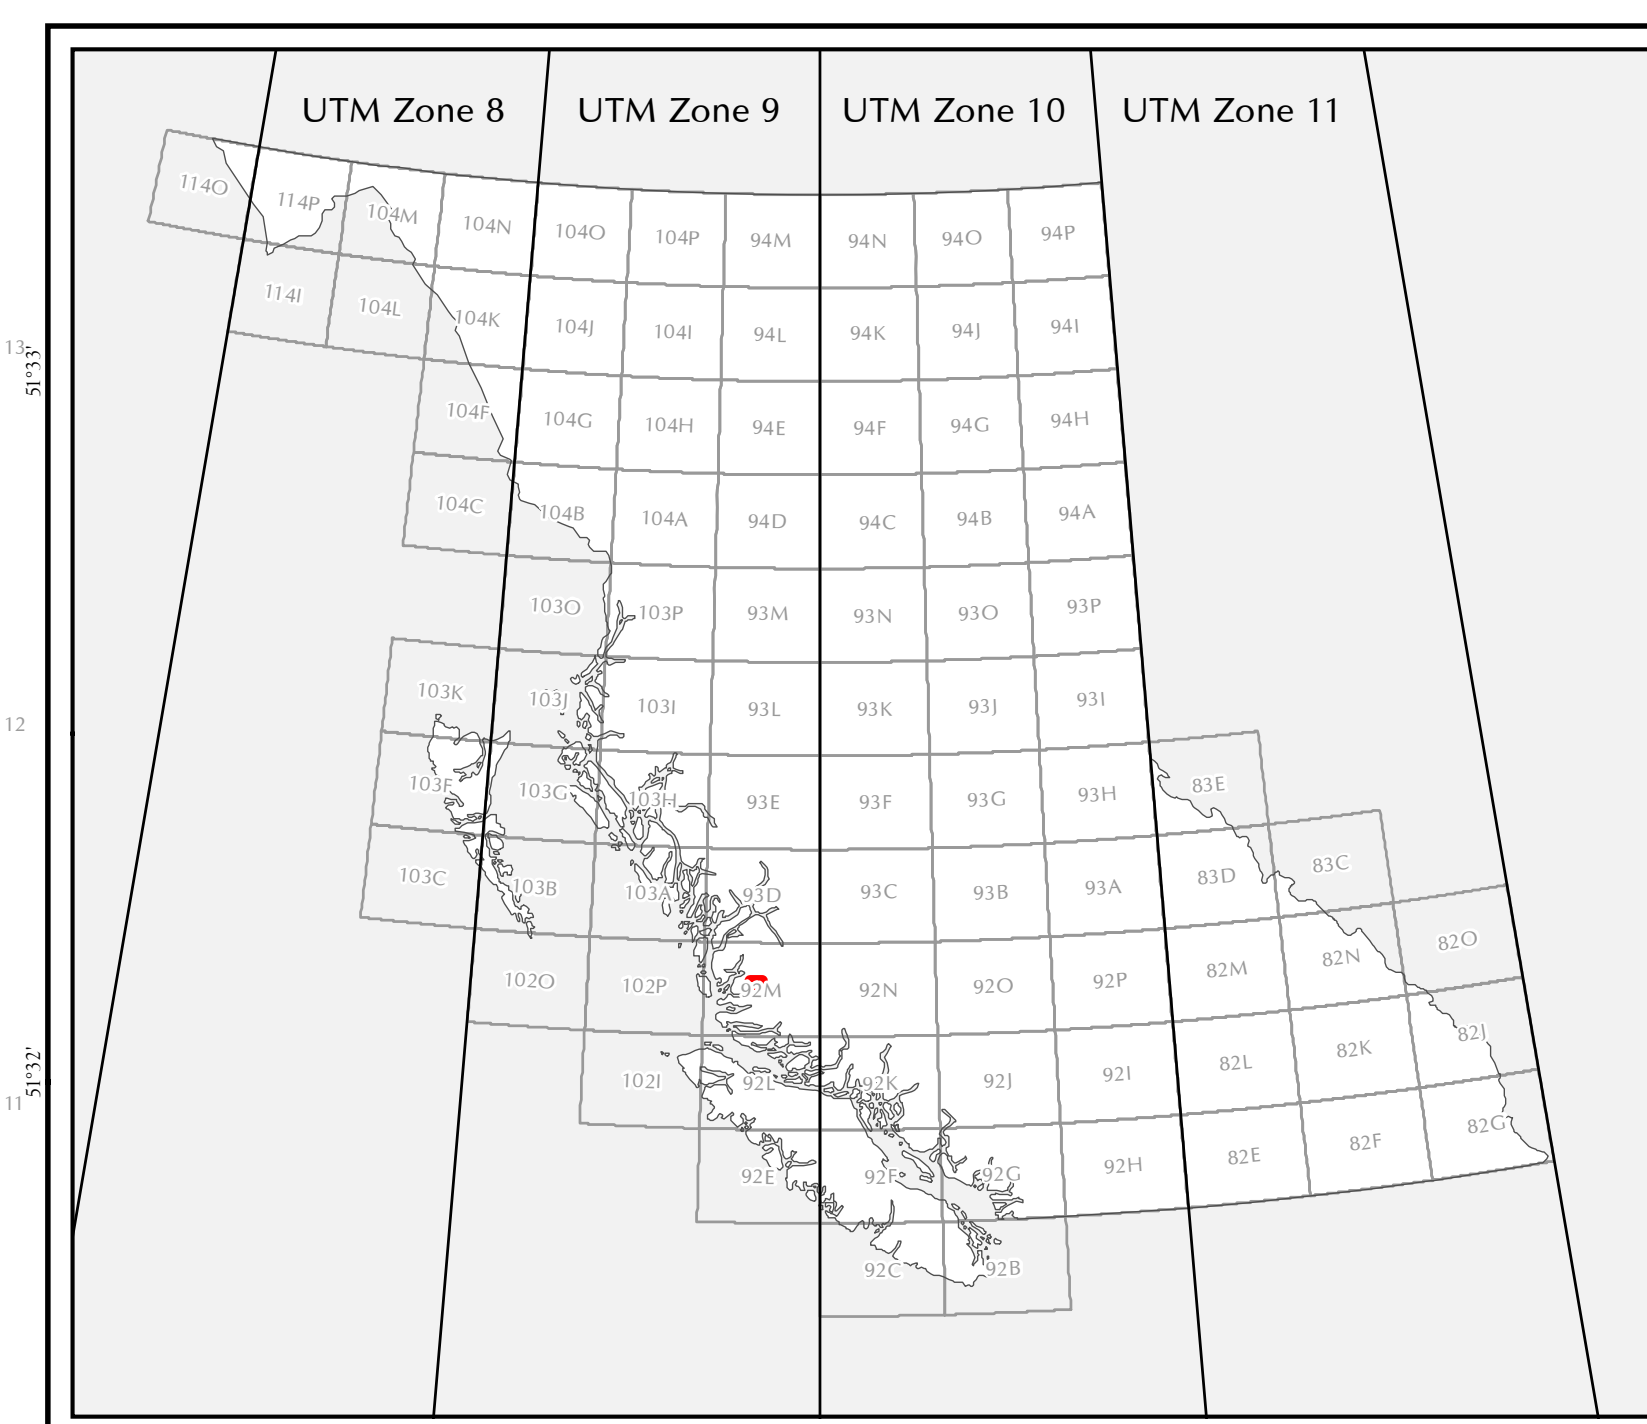 UTM Zone 8 UTM Zone 9 UTM Zone 10 UTM Zone 11
114O 114P 104M 104N 104O 104P 94M 94N 94O 94P
114I 104L 104K 104J 104I 94L 94K 94J 94I
13
51°33'
104F 104G 104H 94E 94F 94G 94H
104C 104B 104A 94D 94C 94B 94A
103O 103P 93M 93N 93O 93P
103K 103J 103I 93L 93K 93J 93I
12
103F 103G 103H 93E 93F 93G 93H 83E
103C 103B 103A 93D 93C 93B 93A 83D 83C
102O 102P 92M 92N 92O 92P 82M 82N 82O
51°32'
11
102I 92L 92K 92J 92I 82L 82K 82J
92E 92F 92G 92H 82E 82F 82G
92C 92B